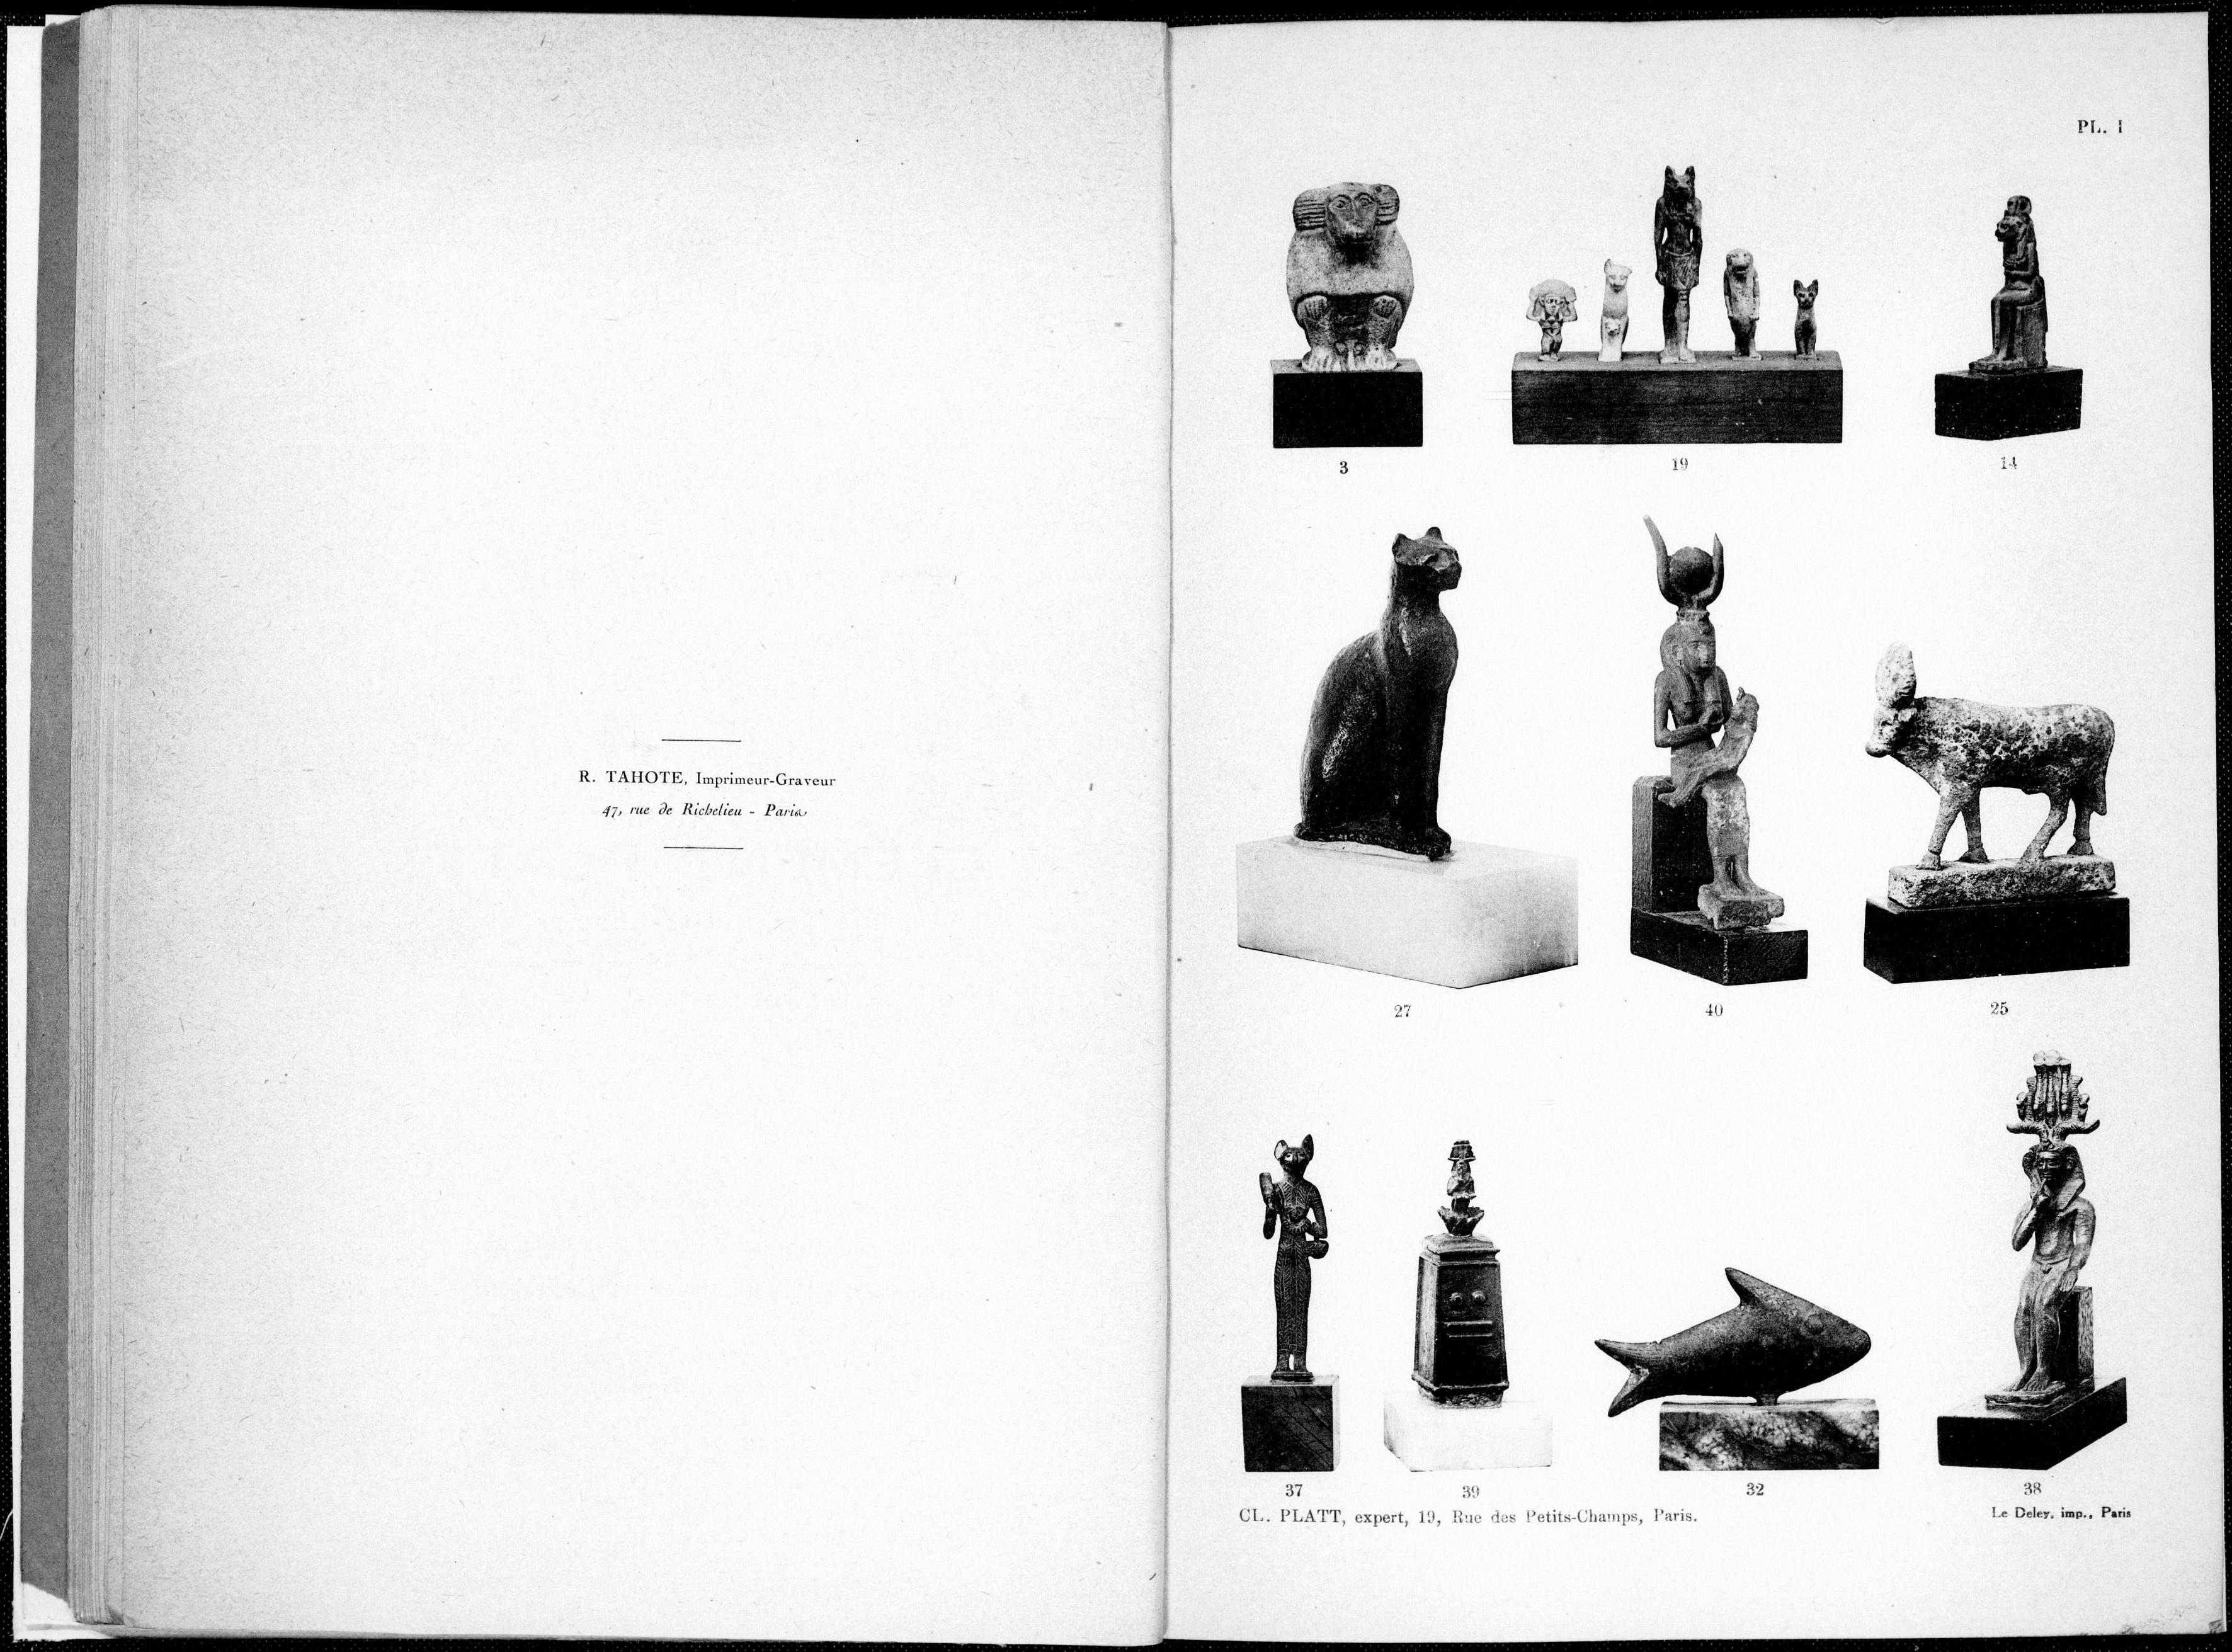 R. TAHOTE, Imprimeur-Graveur
47, rue de Richelieu - Paris
PL. I
3
19
14
27
40
25
37
39
32
38
CL. PLATT, expert, 19, Rue des Petits-Champs, Paris.
Le Deley, imp., Paris